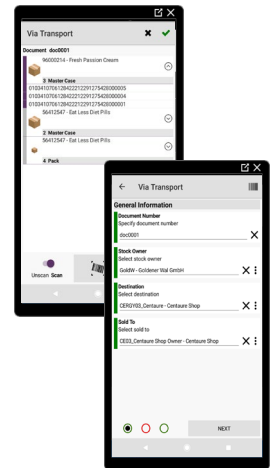 Via Transport
Document doc0001
96000214 - Fresh Passion Cream
3 Master Case
01034107061284222122912754280000005
01034107061284222122912754280000003
01034107061284222122912754280000001
56412547 - Eat Less Diet Pills
2 Master Case
56412547 - Eat Less Diet Pills
4 Pack
Unscan Scan
Via Transport
General Information
Document Number
Specify document number
doc0001
Stock Owner
Select stock owner
GoldW - Goldener Wal GmbH
Destination
Select destination
CERGY03_Centaure - Centaure Shop
Sold To
Select sold to
CE03_Centaure Shop Owner - Centaure Shop
NEXT